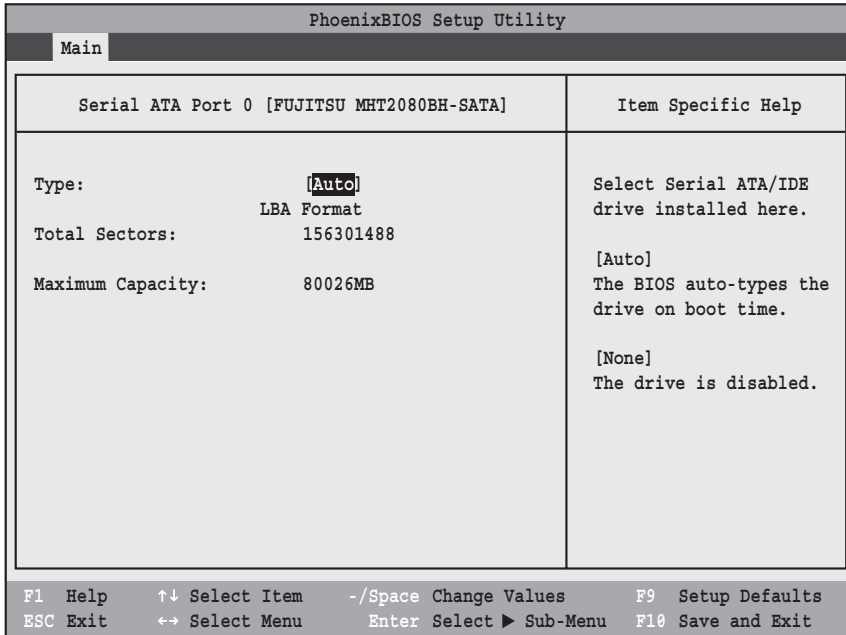 PhoenixBIOS Setup Utility
Main
Serial ATA Port 0 [FUJITSU MHT2080BH-SATA]
Type: [Auto]
LBA Format
Total Sectors: 156301488
Maximum Capacity: 80026MB
Item Specific Help
Select Serial ATA/IDE
drive installed here.
[Auto]
The BIOS auto-types the
drive on boot time.
[None]
The drive is disabled.
F1 Help ↑↓ Select Item -/Space Change Values F9 Setup Defaults
ESC Exit ←→ Select Menu Enter Select ▶ Sub-Menu F10 Save and Exit